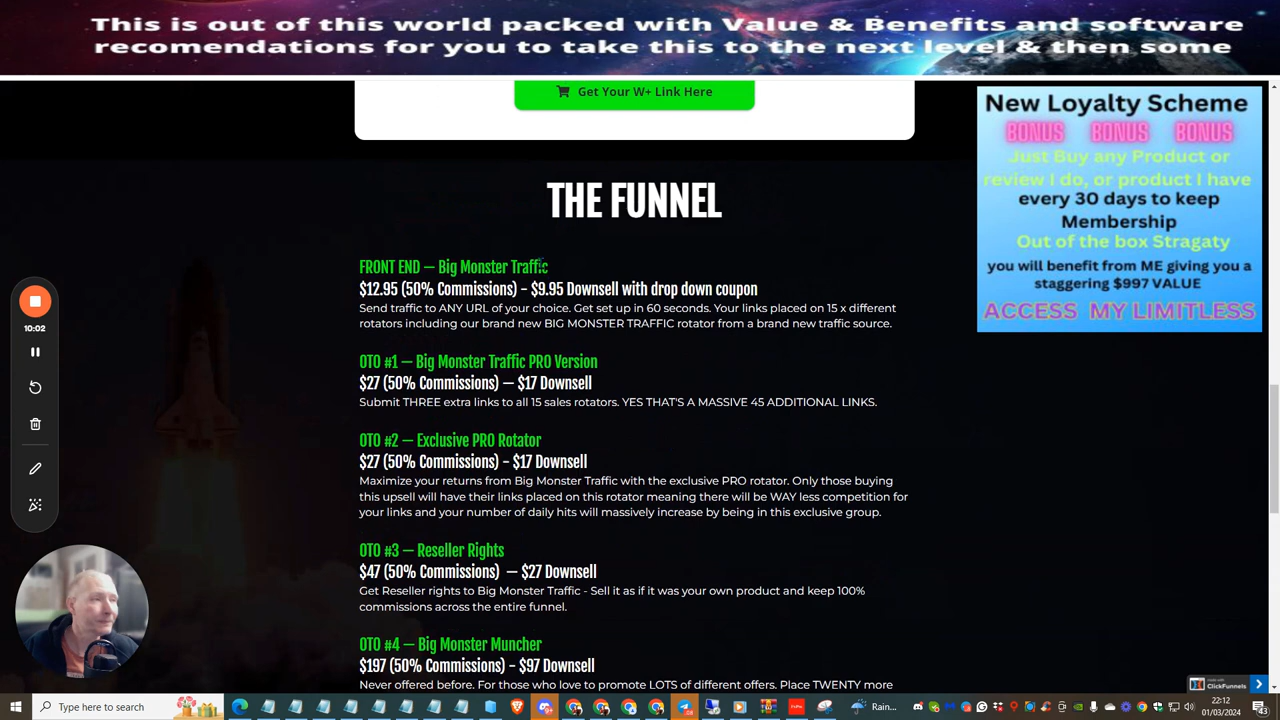 This is out of this world packed with Value & Benefits and software
recomendations for you to take this to the next level & then some
Get Your W+ Link Here
New Loyalty Scheme
BONUS BONUS BONUS
Just Buy any Product or
review I do, or product I have
every 30 days to keep
Membership
Out of the box Stragaty
you will benefit from ME giving you a
staggering $997 VALUE
ACCESS MY LIMITLESS
THE FUNNEL
FRONT END — Big Monster Traffic
$12.95 (50% Commissions) - $9.95 Downsell with drop down coupon
Send traffic to ANY URL of your choice. Get set up in 60 seconds. Your links placed on 15 x different
rotators including our brand new BIG MONSTER TRAFFIC rotator from a brand new traffic source.
OTO #1 — Big Monster Traffic PRO Version
$27 (50% Commissions) — $17 Downsell
Submit THREE extra links to all 15 sales rotators. YES THAT'S A MASSIVE 45 ADDITIONAL LINKS.
OTO #2 — Exclusive PRO Rotator
$27 (50% Commissions) - $17 Downsell
Maximize your returns from Big Monster Traffic with the exclusive PRO rotator. Only those buying
this upsell will have their links placed on this rotator meaning there will be WAY less competition for
your links and your number of daily hits will massively increase by being in this exclusive group.
OTO #3 — Reseller Rights
$47 (50% Commissions) — $27 Downsell
Get Reseller rights to Big Monster Traffic - Sell it as if it was your own product and keep 100%
commissions across the entire funnel.
OTO #4 — Big Monster Muncher
$197 (50% Commissions) - $97 Downsell
Never offered before. For those who love to promote LOTS of different offers. Place TWENTY more
10:02
made with
ClickFunnels
Type here to search
Rain...
22:12
01/03/2024